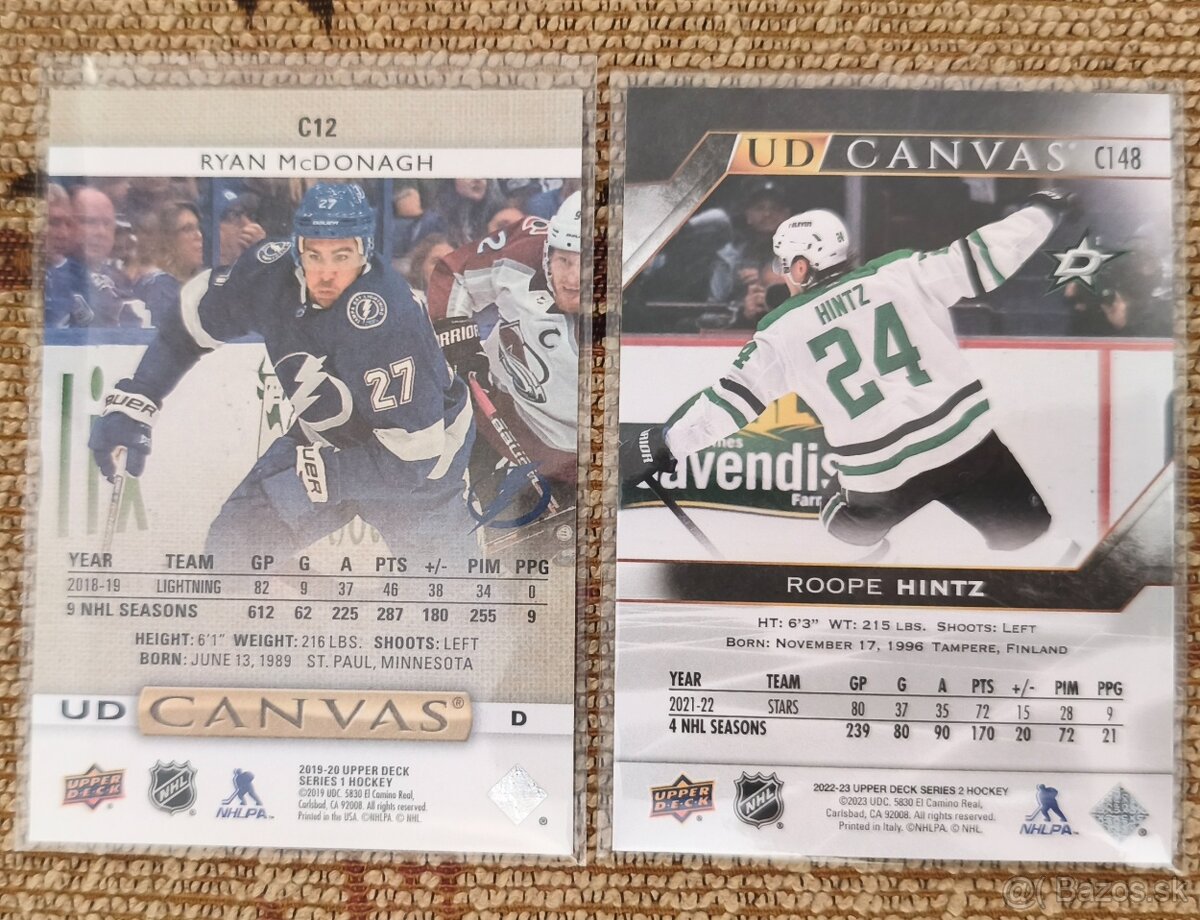 C12
RYAN McDONAGH
27
27
BAUER
C
WARRIOR
BAUER
YEAR TEAM GP G A PTS +/- PIM PPG
2018-19 LIGHTNING 82 9 37 46 38 34 0
9 NHL SEASONS 612 62 225 287 180 255 9
HEIGHT: 6'1" WEIGHT: 216 LBS. SHOOTS: LEFT
BORN: JUNE 13, 1989 ST. PAUL, MINNESOTA
UD CANVAS® D
UPPER DECK
NHL
NHLPA
2019-20 UPPER DECK
SERIES 1 HOCKEY
©2019 UDC. 5830 El Camino Real,
Carlsbad, CA 92008. All rights reserved.
Printed in the USA. ©NHLPA. © NHL.
UD CANVAS® C148
24
HINTZ
24
D
avendis
Far
YEAR TEAM GP G A PTS +/- PIM PPG
ROOPE HINTZ
HT: 6'3" WT: 215 LBS. SHOOTS: LEFT
BORN: NOVEMBER 17, 1996 TAMPERE, FINLAND
2021-22 STARS 80 37 35 72 15 28 9
4 NHL SEASONS 239 80 90 170 20 72 21
UPPER DECK
NHL
2022-23 UPPER DECK SERIES 2 HOCKEY
©2023 UDC. 5830 El Camino Real,
Carlsbad, CA 92008. All rights reserved.
Printed in Italy. ©NHLPA. © NHL.
NHLPA
Bazos.sk